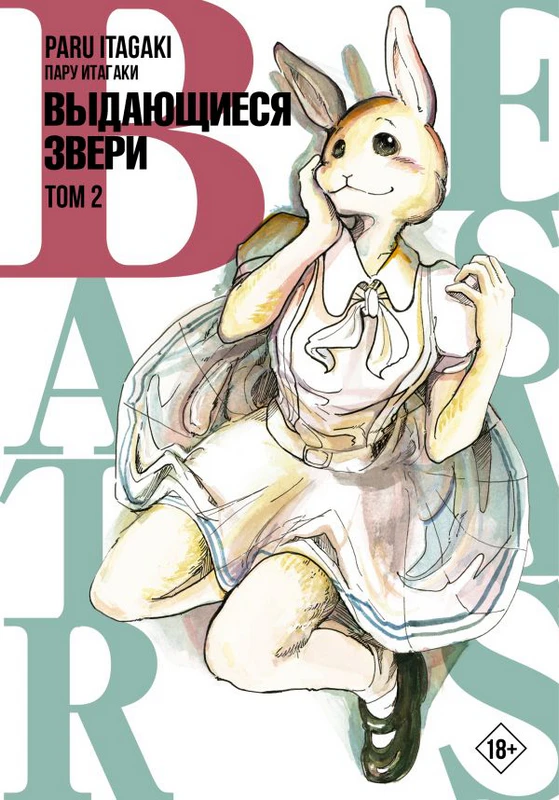 PARU ITAGAKI
ПАРУ ИТАГАКИ
ВЫДАЮЩИЕСЯ
ЗВЕРИ
ТОМ 2
BEASTARS
18+